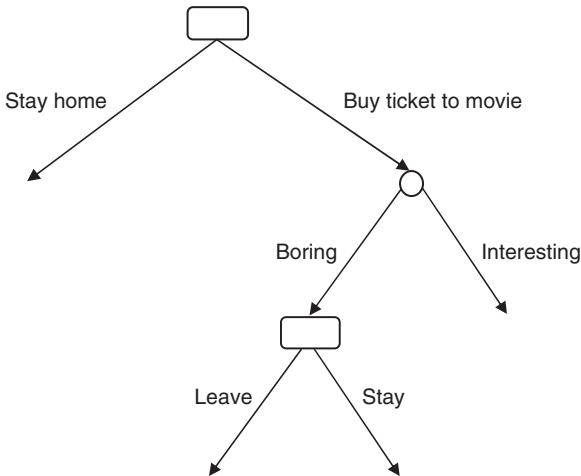 Stay home
Buy ticket to movie
Boring
Interesting
Leave
Stay